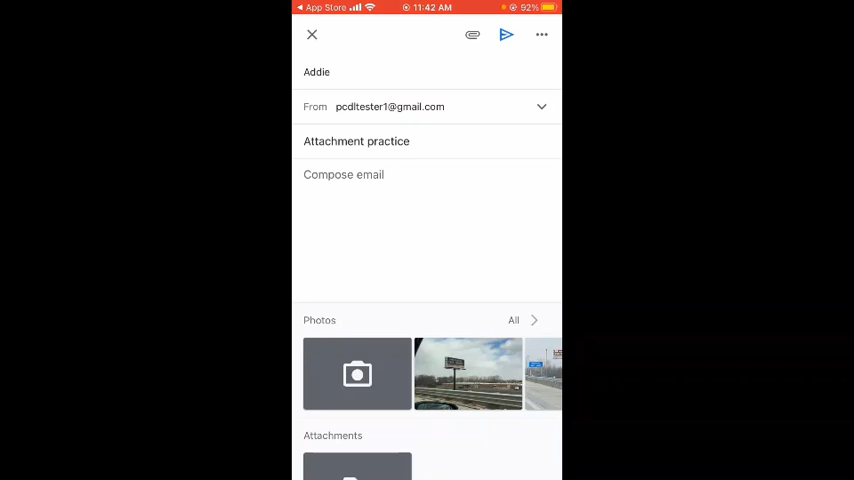 App Store 11:42 AM 92%
Addie
From pcdltester1@gmail.com
Attachment practice
Compose email
Photos All
Attachments